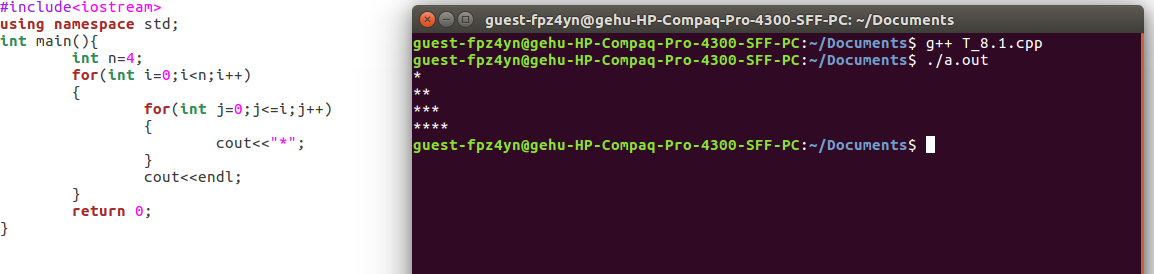 #include<iostream>
using namespace std;
int main(){
        int n=4;
        for(int i=0;i<n;i++)
        {
                for(int j=0;j<=i;j++)
                {
                        cout<<"*";
                }
                cout<<endl;
        }
        return 0;
}
guest-fpz4yn@gehu-HP-Compaq-Pro-4300-SFF-PC: ~/Documents
guest-fpz4yn@gehu-HP-Compaq-Pro-4300-SFF-PC:~/Documents$ g++ T_8.1.cpp
guest-fpz4yn@gehu-HP-Compaq-Pro-4300-SFF-PC:~/Documents$ ./a.out
*
**
***
****
guest-fpz4yn@gehu-HP-Compaq-Pro-4300-SFF-PC:~/Documents$